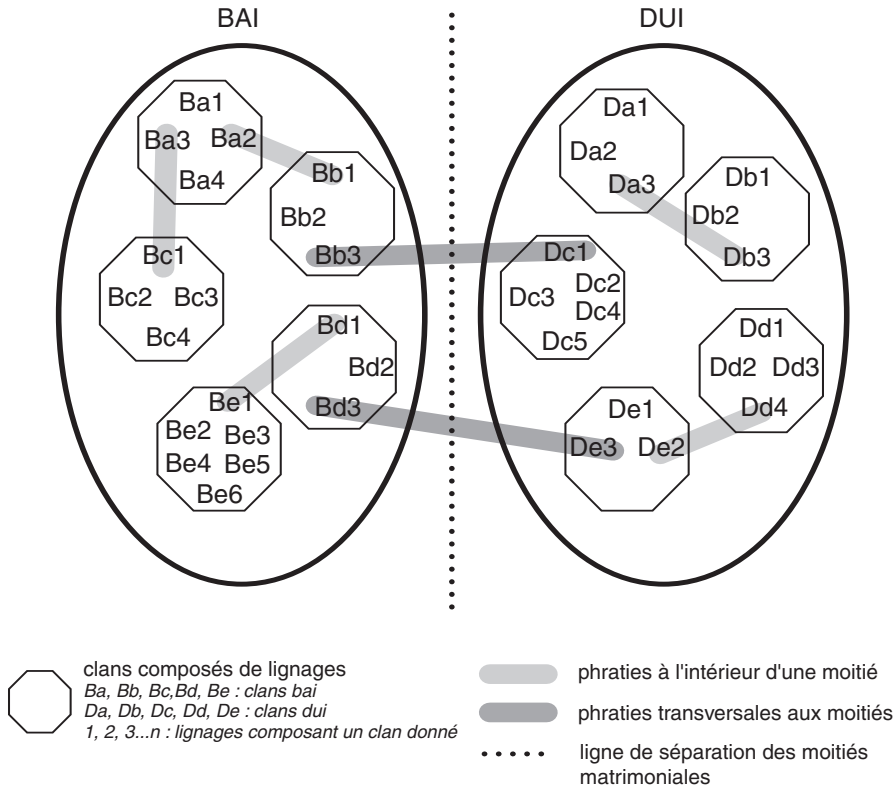 BAI
DUI
Ba1
Ba3 Ba2
Ba4
Bb1
Bb2
Bb3
Bc1
Bc2 Bc3
Bc4
Bd1
Bd2
Bd3
Be1
Be2 Be3
Be4 Be5
Be6
Da1
Da2
Da3
Db1
Db2
Db3
Dc1
Dc2
Dc3
Dc4
Dc5
Dd1
Dd2 Dd3
Dd4
De1
De3 De2
clans composés de lignages
Ba, Bb, Bc,Bd, Be : clans bai
Da, Db, Dc, Dd, De : clans dui
1, 2, 3...n : lignages composant un clan donné
phraties à l'intérieur d'une moitié
phraties transversales aux moitiés
ligne de séparation des moitiés
matrimoniales